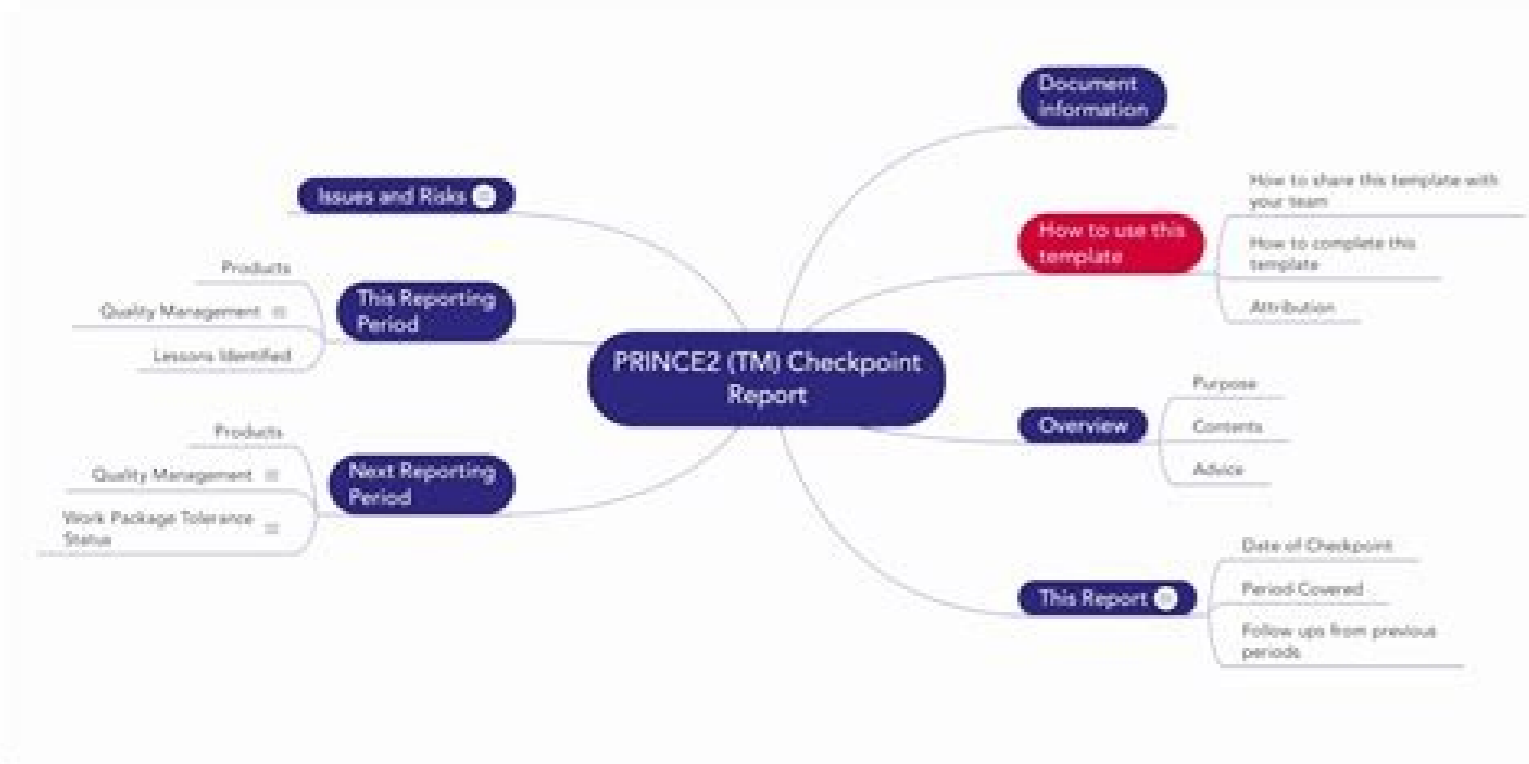 PRINCE2 (TM) Checkpoint
Report
Document
information
How to use this
template
How to share this template with
your team
How to complete this
template
Attribution
Overview
Purpose
Contents
Advice
This Report
Date of Checkpoint
Period Covered
Follow ups from previous
periods
Issues and Risks
This Reporting
Period
Products
Quality Management
Lessons Identified
Next Reporting
Period
Products
Quality Management
Work Package Tolerance
Status